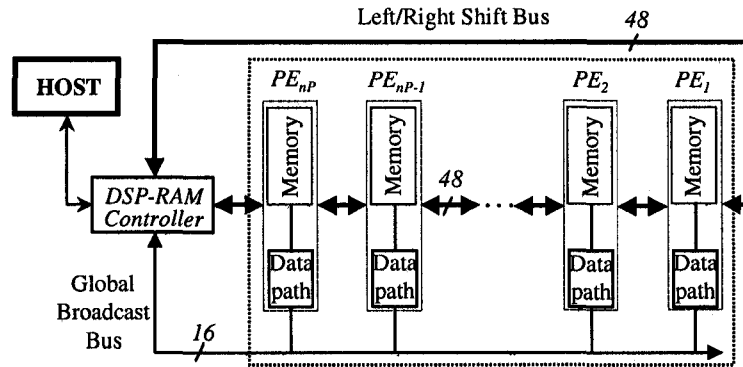 Left/Right Shift Bus
48
PE_nP
PE_nP-1
PE_2
PE_1
HOST
Memory
Memory
Memory
Memory
48
DSP-RAM
Controller
...
Data
path
Data
path
Data
path
Data
path
Global
Broadcast
Bus
16